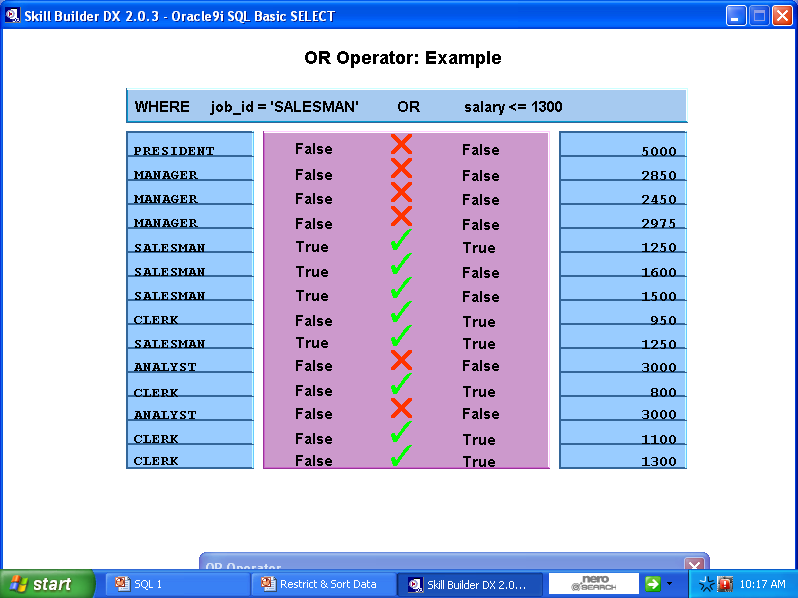 Skill Builder DX 2.0.3 - Oracle9i SQL Basic SELECT
OR Operator: Example
WHERE job_id = 'SALESMAN' OR salary <= 1300
PRESIDENT False False 5000
MANAGER False False 2850
MANAGER False False 2450
MANAGER False False 2975
SALESMAN True True 1250
SALESMAN True False 1600
SALESMAN True False 1500
CLERK False True 950
SALESMAN True True 1250
ANALYST False False 3000
CLERK False True 800
ANALYST False False 3000
CLERK False True 1100
CLERK False True 1300
OR Operator
start SQL 1 Restrict & Sort Data Skill Builder DX 2.0... nero @SEARCH 10:17 AM